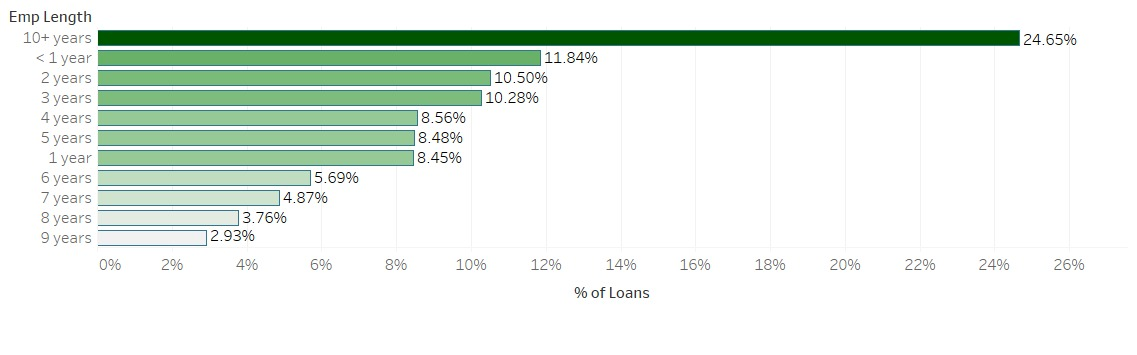 Emp Length
10+ years 24.65%
< 1 year 11.84%
2 years 10.50%
3 years 10.28%
4 years 8.56%
5 years 8.48%
1 year 8.45%
6 years 5.69%
7 years 4.87%
8 years 3.76%
9 years 2.93%
0% 2% 4% 6% 8% 10% 12% 14% 16% 18% 20% 22% 24% 26%
% of Loans